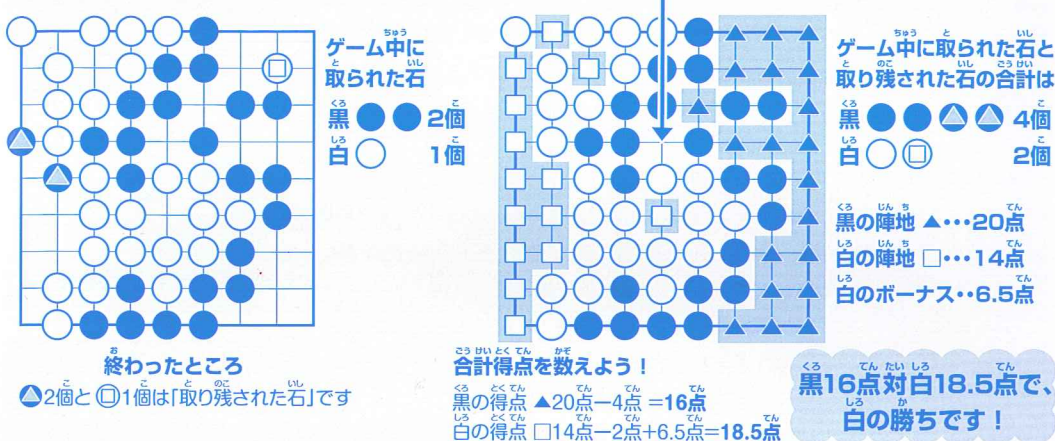 ゲーム中に
取られた石
黒 2個
白 1個
終わったところ
2個と 1個は「取り残された石」です
ゲーム中に取られた石と
取り残された石の合計は
黒 4個
白 2個
黒の陣地 ▲・・・20点
白の陣地 □・・・14点
白のボーナス・・6.5点
合計得点を数えよう！
黒の得点 ▲20点−4点 =16点
白の得点 □14点−2点+6.5点=18.5点
黒16点対白18.5点で、
白の勝ちです！